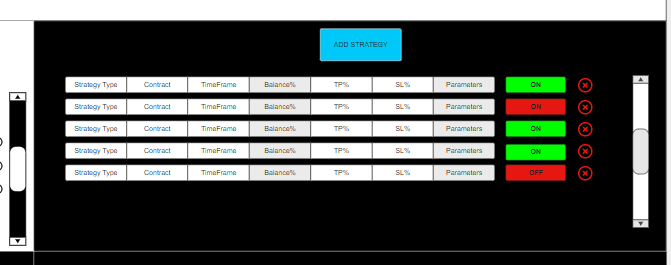 ADD STRATEGY
Strategy Type Contract TimeFrame Balance% TP% SL% Parameters ON
Strategy Type Contract TimeFrame Balance% TP% SL% Parameters ON
Strategy Type Contract TimeFrame Balance% TP% SL% Parameters ON
Strategy Type Contract TimeFrame Balance% TP% SL% Parameters ON
Strategy Type Contract TimeFrame Balance% TP% SL% Parameters OFF